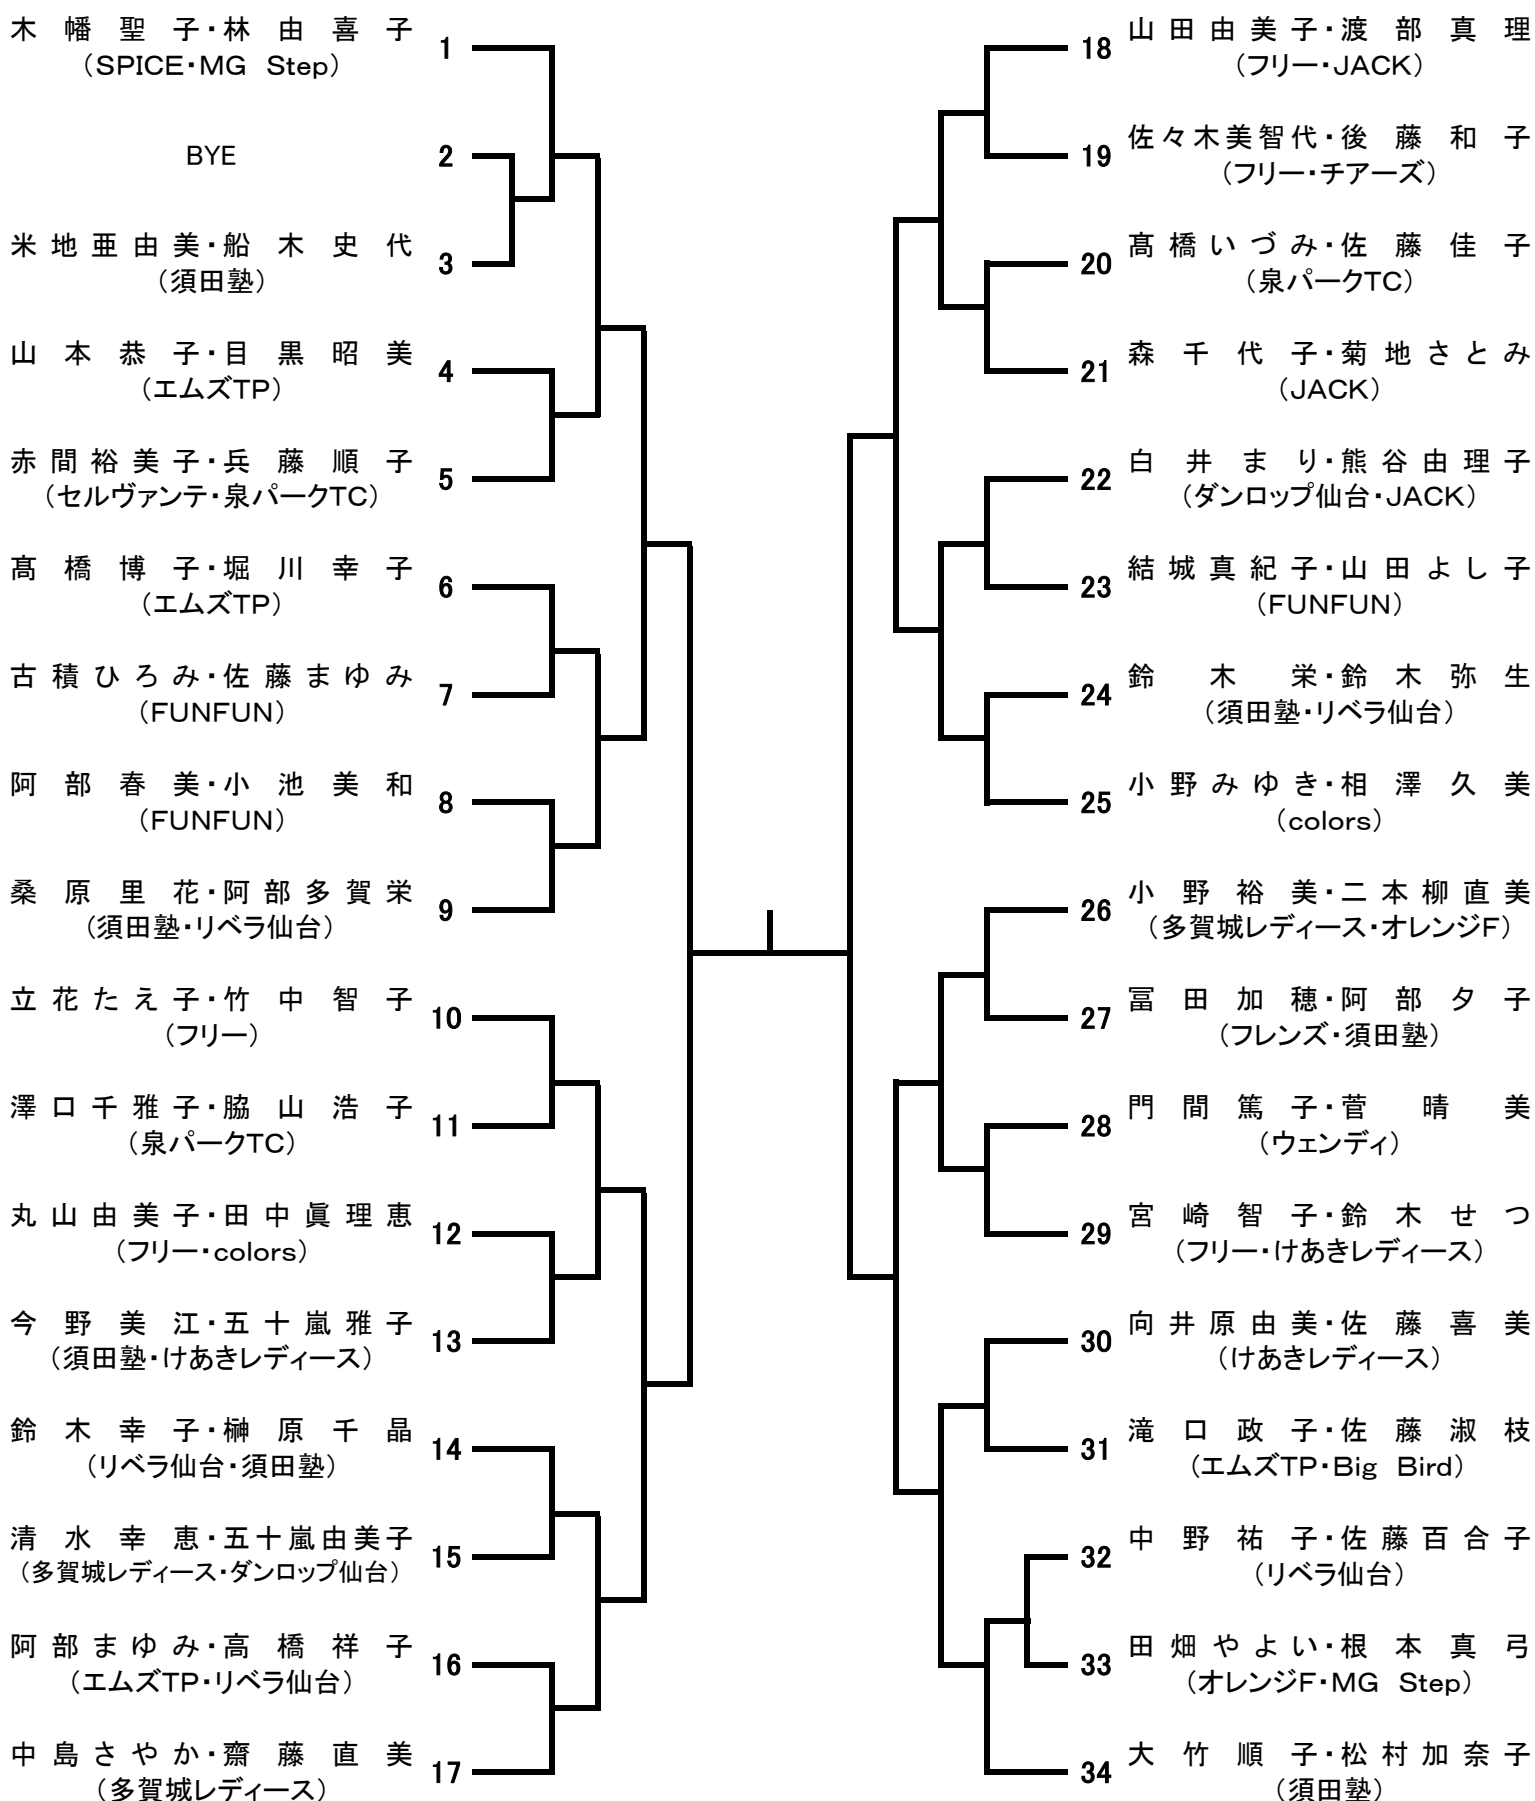 木幡聖子・林由喜子 1
（SPICE・MG Step）
BYE 2
米地亜由美・船木史代 3
（須田塾）
山本恭子・目黒昭美 4
（エムズTP）
赤間裕美子・兵藤順子 5
（セルヴァンテ・泉パークTC）
髙橋博子・堀川幸子 6
（エムズTP）
古積ひろみ・佐藤まゆみ 7
（FUNFUN）
阿部春美・小池美和 8
（FUNFUN）
桑原里花・阿部多賀栄 9
（須田塾・リベラ仙台）
立花たえ子・竹中智子 10
（フリー）
澤口千雅子・脇山浩子 11
（泉パークTC）
丸山由美子・田中眞理恵 12
（フリー・colors）
今野美江・五十嵐雅子 13
（須田塾・けあきレディース）
鈴木幸子・榊原千晶 14
（リベラ仙台・須田塾）
清水幸恵・五十嵐由美子 15
（多賀城レディース・ダンロップ仙台）
阿部まゆみ・高橋祥子 16
（エムズTP・リベラ仙台）
中島さやか・齋藤直美 17
（多賀城レディース）
18 山田由美子・渡部真理
（フリー・JACK）
19 佐々木美智代・後藤和子
（フリー・チアーズ）
20 髙橋いづみ・佐藤佳子
（泉パークTC）
21 森千代子・菊地さとみ
（JACK）
22 白井まり・熊谷由理子
（ダンロップ仙台・JACK）
23 結城真紀子・山田よし子
（FUNFUN）
24 鈴木栄・鈴木弥生
（須田塾・リベラ仙台）
25 小野みゆき・相澤久美
（colors）
26 小野裕美・二本柳直美
（多賀城レディース・オレンジF）
27 冨田加穂・阿部夕子
（フレンズ・須田塾）
28 門間篤子・菅晴美
（ウェンディ）
29 宮崎智子・鈴木せつ
（フリー・けあきレディース）
30 向井原由美・佐藤喜美
（けあきレディース）
31 滝口政子・佐藤淑枝
（エムズTP・Big Bird）
32 中野祐子・佐藤百合子
（リベラ仙台）
33 田畑やよい・根本真弓
（オレンジF・MG Step）
34 大竹順子・松村加奈子
（須田塾）